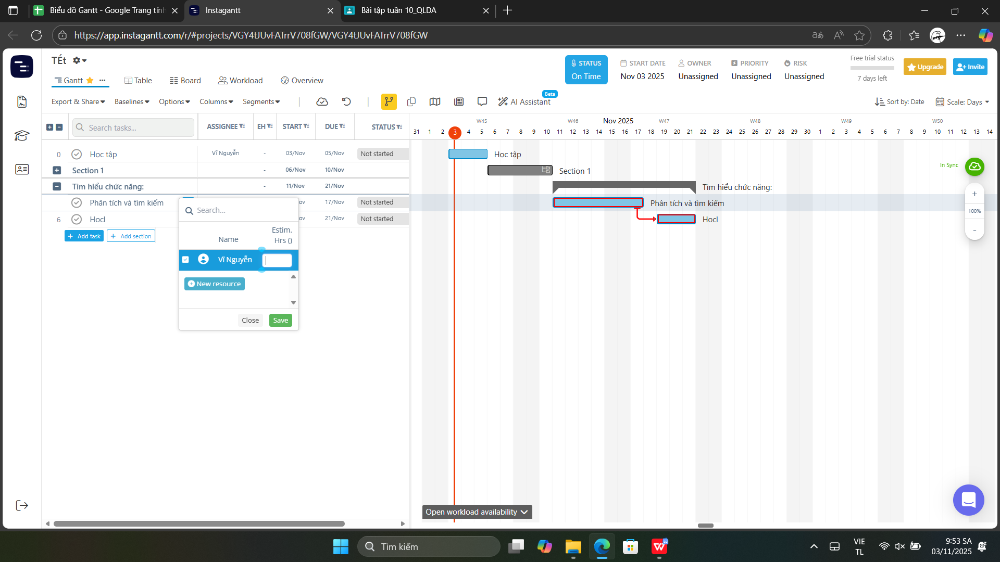 Biểu đồ Gantt - Google Trang tính
Instagantt
Bài tập tuần 10_QLDA
https://app.instagantt.com/r/#projects/VGY4tJUvFATrrV708fGW/VGY4tJUvFATrrV708fGW
TÉt
STATUS
On Time
START DATE
Nov 03 2025
OWNER
Unassigned
PRIORITY
Unassigned
RISK
Unassigned
Free trial status
7 days left
Upgrade
Invite
Gantt
Table
Board
Workload
Overview
Export & Share
Baselines
Options
Columns
Segments
AI Assistant
Beta
Sort by: Date
Scale: Days
Search tasks...
ASSIGNEE
EH
START
DUE
STATUS
W45
W46
Nov 2025
W47
W48
W49
W50
31 1 2 3 4 5 6 7 8 9 10 11 12 13 14 15 16 17 18 19 20 21 22 23 24 25 26 27 28 29 30 1 2 3 4 5 6 7 8 9 10 11 12 13 14
0 Học tập Vĩ Nguyễn - 03/Nov 05/Nov Not started
Học tập
Section 1 - 06/Nov 10/Nov
Section 1
Tìm hiểu chức năng: - 11/Nov 21/Nov
Tìm hiểu chức năng:
Phân tích và tìm kiếm ov 17/Nov Not started
Phân tích và tìm kiếm
6 Hocl ov 21/Nov Not started
Hocl
Add task
Add section
Search...
Name
Estim.
Hrs ()
Vĩ Nguyễn
New resource
Close
Save
In Sync
+
100%
-
Open workload availability
Tìm kiếm
VIE
TL
9:53 SA
03/11/2025